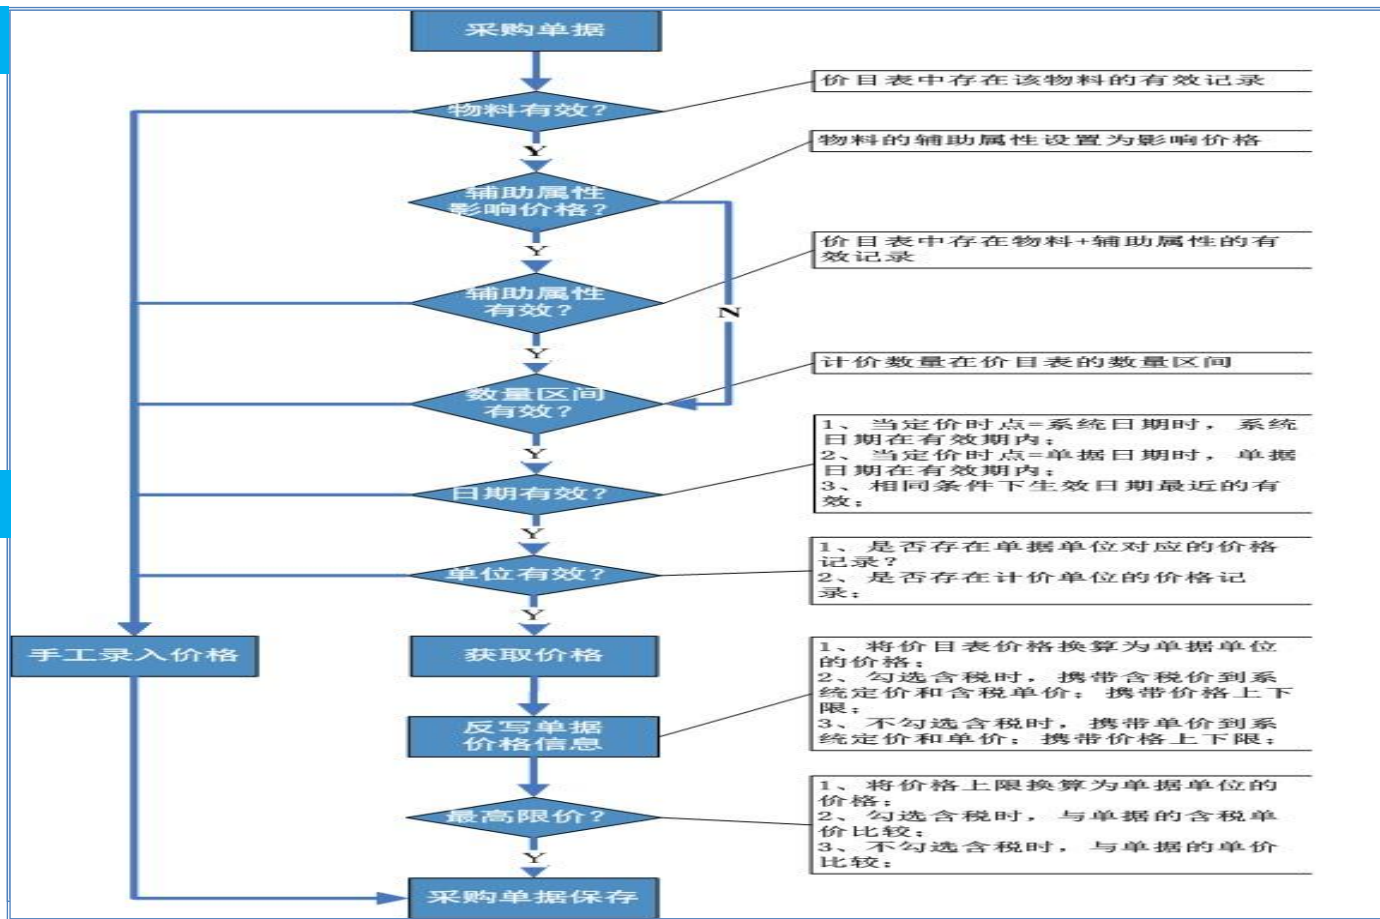 采购单据
物料有效？
价目表中存在该物料的有效记录
Y
物料的辅助属性设置为影响价格
辅助属性
影响价格？
Y
价目表中存在物料+辅助属性的有
效记录
辅助属性
有效？
N
Y
计价数量在价目表的数量区间
数量区间
有效？
Y
1、当定价时点=系统日期时，系统
日期在有效期内；
2、当定价时点=单据日期时，单据
日期在有效期内；
3、相同条件下生效日期最近的有
效；
日期有效？
Y
1、是否存在单据单位对应的价格
记录？
2、是否存在计价单位的价格记
录；
单位有效？
Y
手工录入价格
获取价格
1、将价目表价格换算为单据单位
的价格；
2、勾选含税时，携带含税价到系
统定价和含税单价；携带价格上下
限；
3、不勾选含税时，携带单价到系
统定价和单价；携带价格上下限；
反写单据
价格信息
最高限价？
1、将价格上限换算为单据单位的
价格；
2、勾选含税时，与单据的含税单
价比较；
3、不勾选含税时，与单据的单价
比较；
Y
采购单据保存